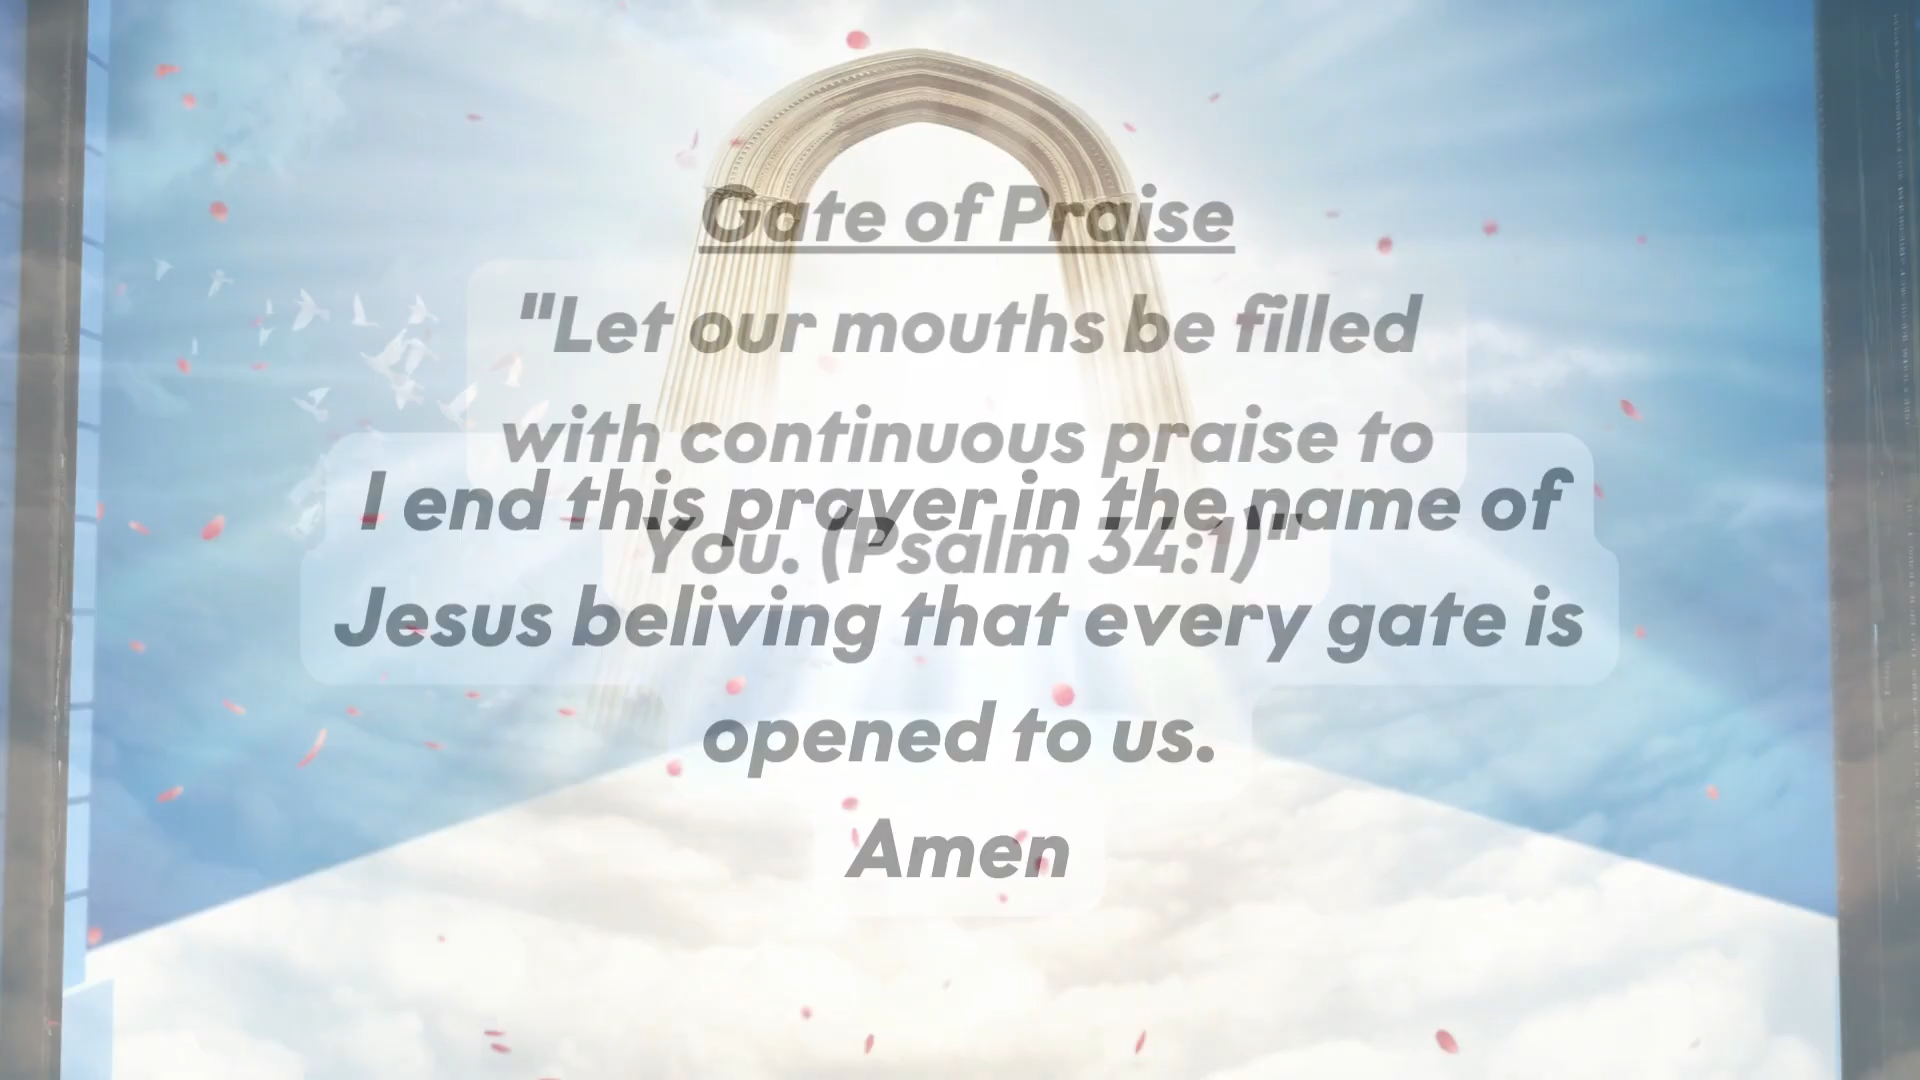 Gate of Praise
"Let our mouths be filled
with continuous praise to
You. (Psalm 34:1)"
I end this prayer in the name of
Jesus beliving that every gate is
opened to us.
Amen